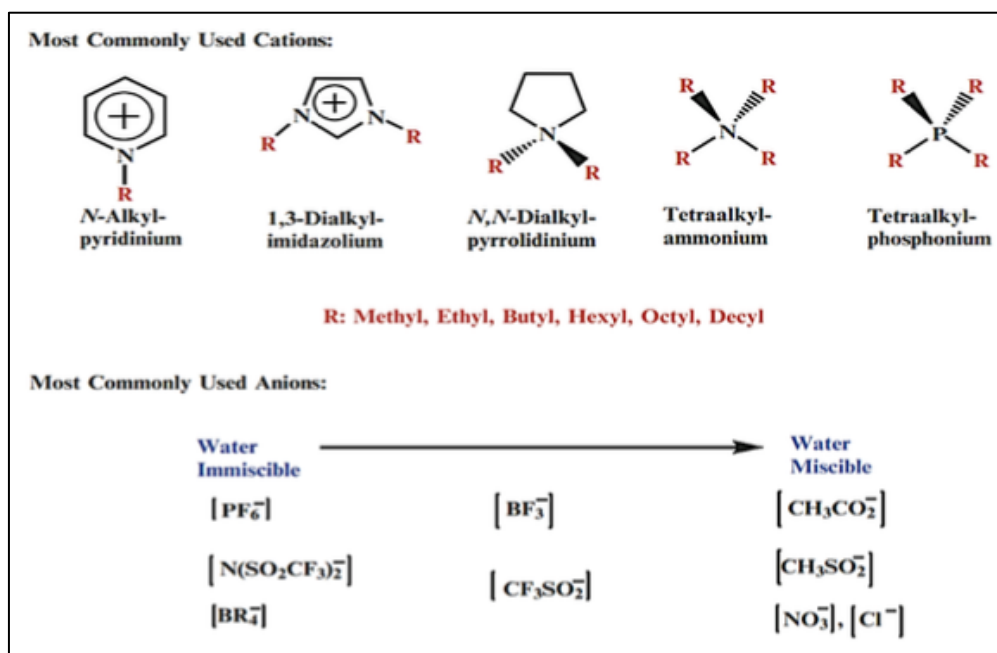 Most Commonly Used Cations:
N
R
N-Alkyl-
pyridinium
R N N R
1,3-Dialkyl-
imidazolium
N
R R
N,N-Dialkyl-
pyrrolidinium
R R
N
R R
Tetraalkyl-
ammonium
R R
P
R R
Tetraalkyl-
phosphonium
R: Methyl, Ethyl, Butyl, Hexyl, Octyl, Decyl
Most Commonly Used Anions:
Water
Immiscible
Water
Miscible
[PF₆⁻] [BF₃⁻] [CH₃CO₂⁻]
[N(SO₂CF₃)₂⁻] [CF₃SO₂⁻] [CH₃SO₂⁻]
[BR₄⁻] [NO₃⁻], [Cl⁻]